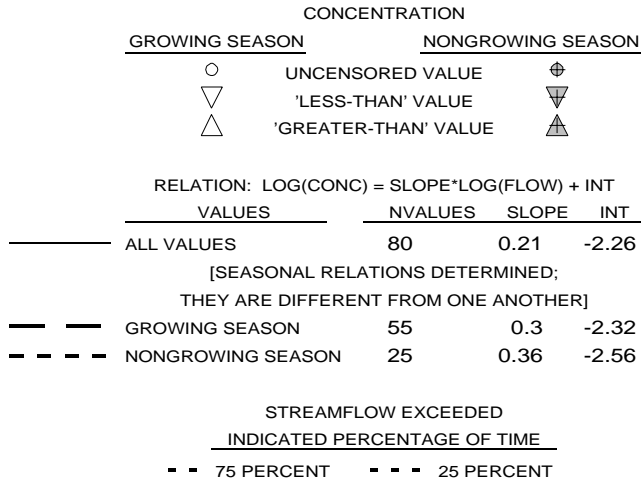 CONCENTRATION
GROWING SEASON NONGROWING SEASON
UNCENSORED VALUE
'LESS-THAN' VALUE
'GREATER-THAN' VALUE
RELATION: LOG(CONC) = SLOPE*LOG(FLOW) + INT
VALUES NVALUES SLOPE INT
ALL VALUES 80 0.21 -2.26
[SEASONAL RELATIONS DETERMINED;
THEY ARE DIFFERENT FROM ONE ANOTHER]
GROWING SEASON 55 0.3 -2.32
NONGROWING SEASON 25 0.36 -2.56
STREAMFLOW EXCEEDED
INDICATED PERCENTAGE OF TIME
75 PERCENT 25 PERCENT